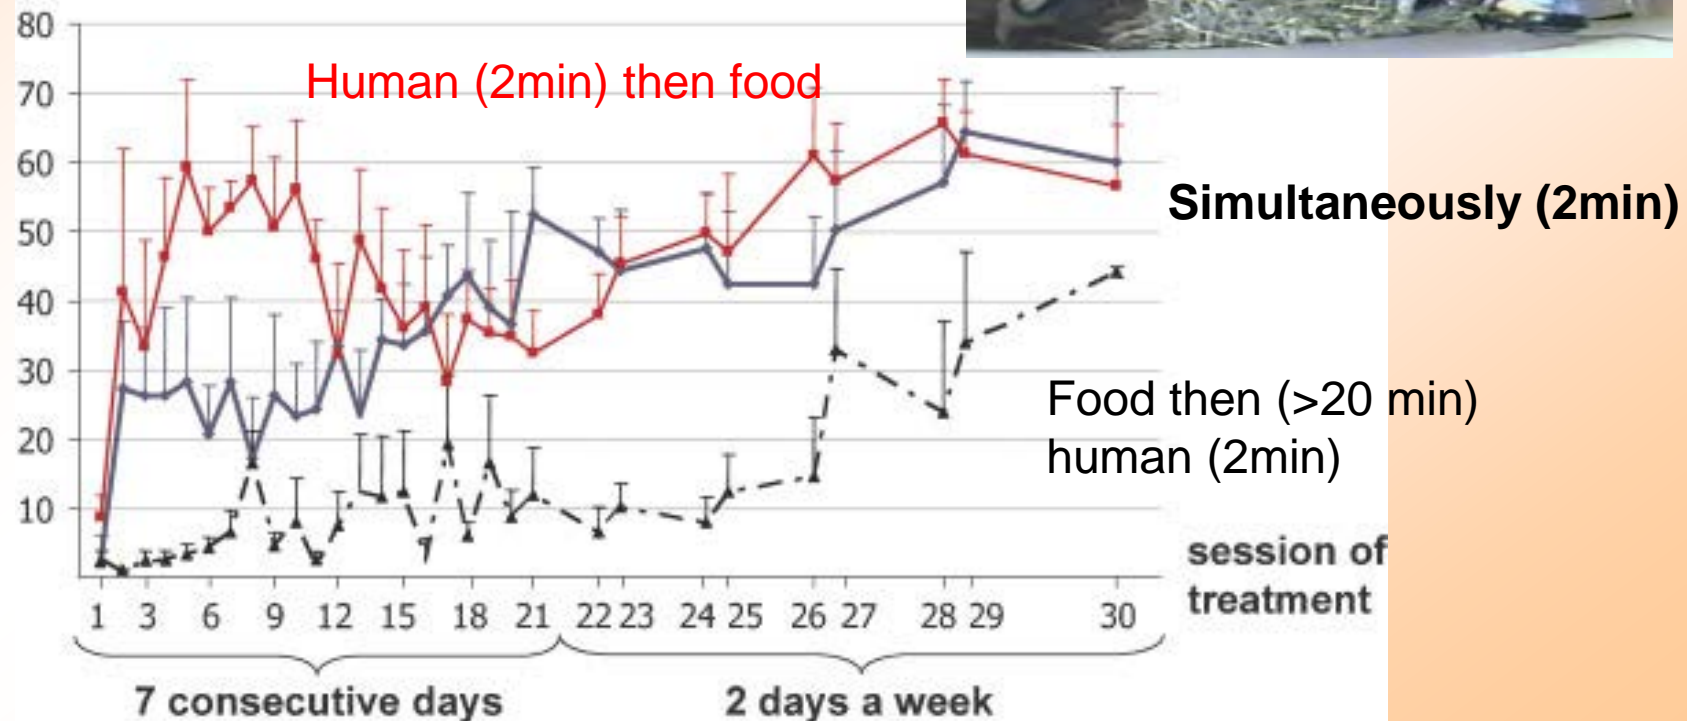 80
70
60
50
40
30
20
10
Human (2min) then food
Simultaneously (2min)
Food then (>20 min)
human (2min)
session of
treatment
1 3 6 9 12 15 18 21 22 23 24 25 26 27 28 29 30
7 consecutive days 2 days a week